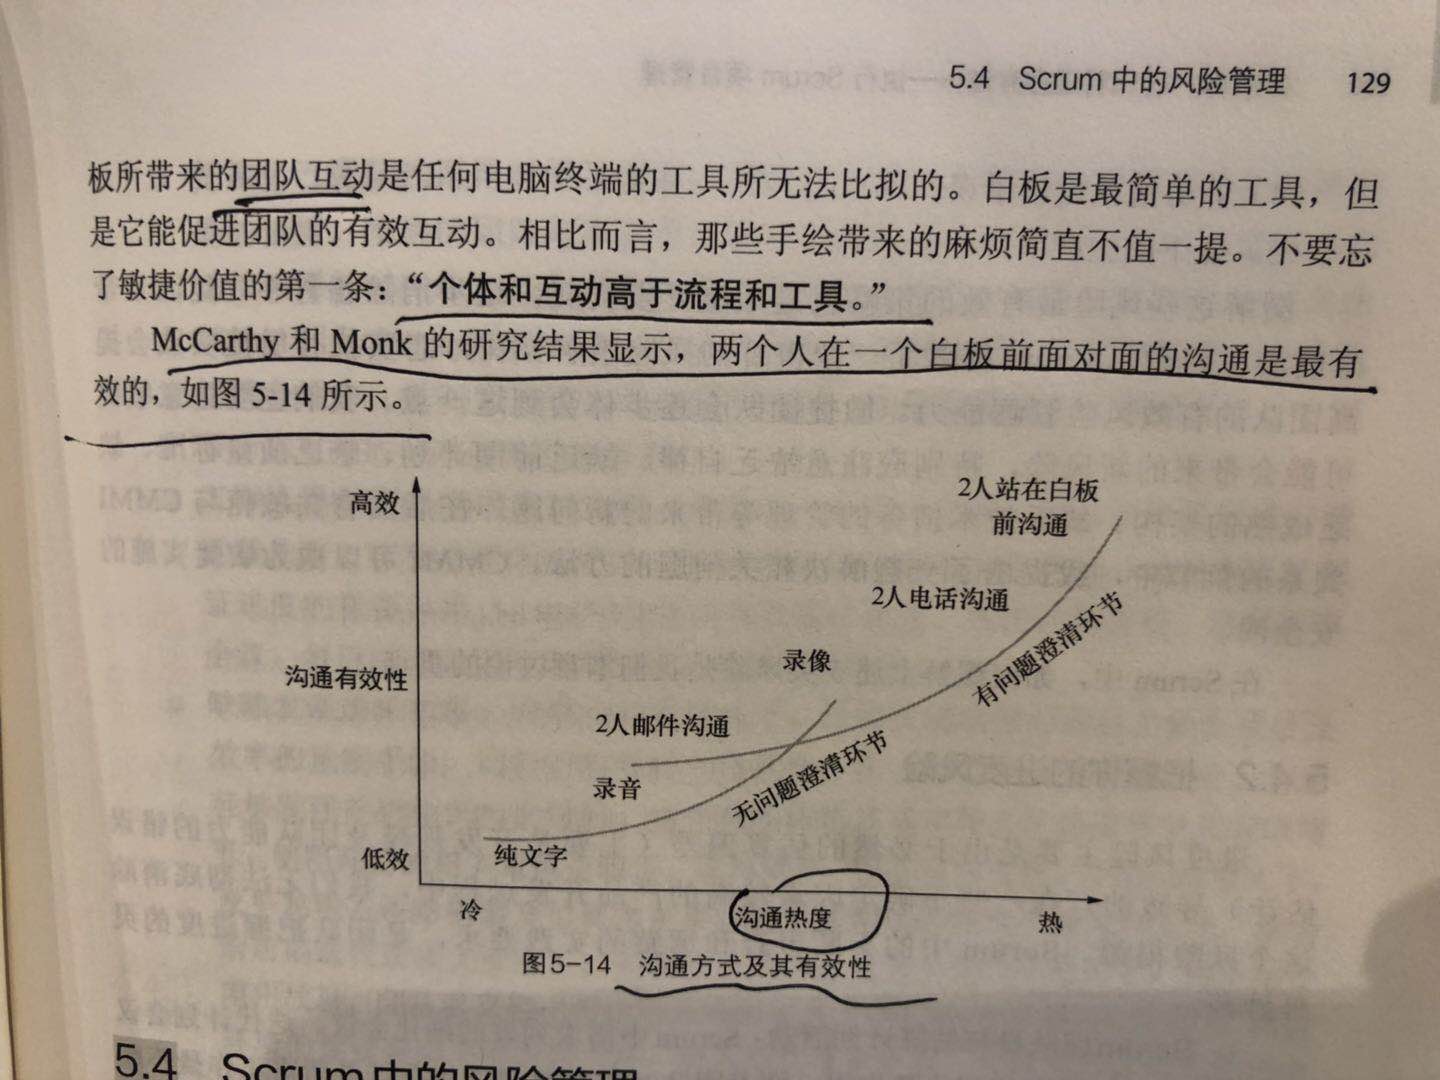 5.4 Scrum 中的风险管理 129
板所带来的团队互动是任何电脑终端的工具所无法比拟的。白板是最简单的工具，但
是它能促进团队的有效互动。相比而言，那些手绘带来的麻烦简直不值一提。不要忘
了敏捷价值的第一条：“个体和互动高于流程和工具。”
McCarthy 和 Monk 的研究结果显示，两个人在一个白板前面对面的沟通是最有
效的，如图 5-14 所示。
高效
2人站在白板
前沟通
2人电话沟通
有问题澄清环节
录像
沟通有效性
2人邮件沟通
无问题澄清环节
录音
低效
纯文字
冷
沟通热度
热
图5-14 沟通方式及其有效性
5.4 Scrum中的风险管理